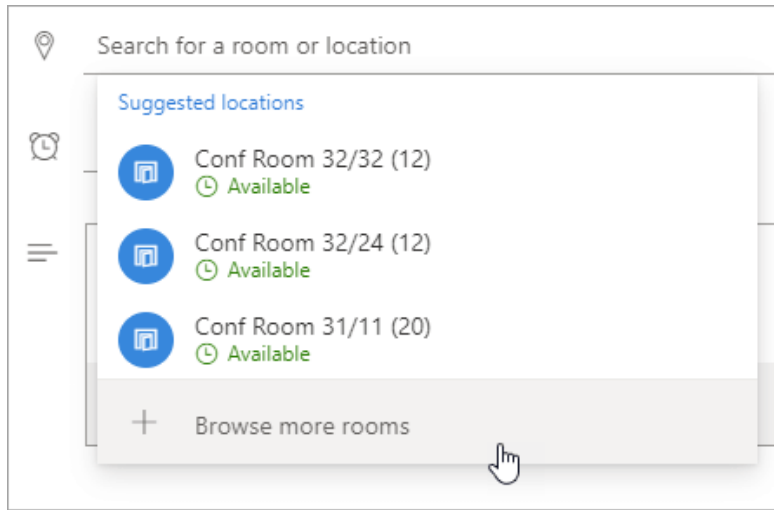 Search for a room or location
Suggested locations
Conf Room 32/32 (12)
Available
Conf Room 32/24 (12)
Available
Conf Room 31/11 (20)
Available
Browse more rooms